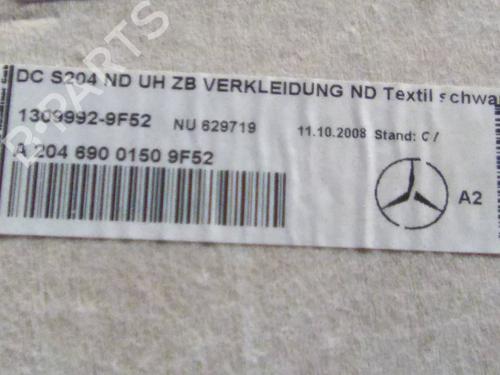 DC S204 ND UH ZB VERKLEIDUNG ND Textil schwa
1309992-9F52 NU 629719 11.10.2008 Stand: C /
A 204 690 0150 9F52
A2
B-PARTS
B-PARTS